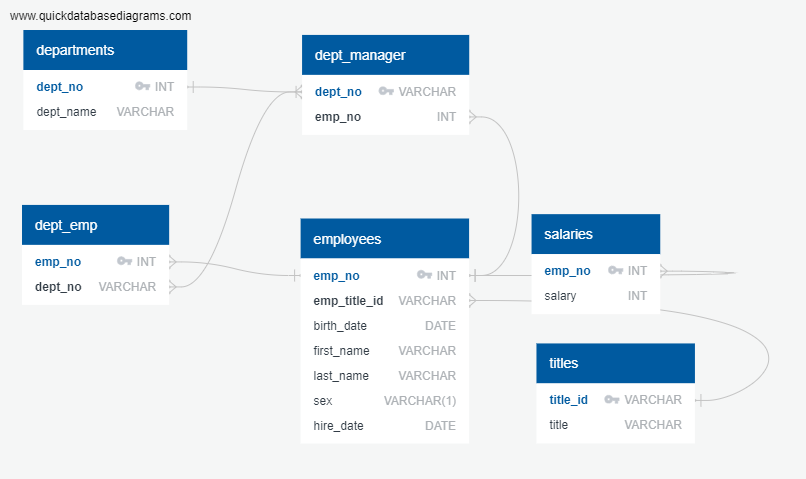 www.quickdatabasediagrams.com
departments
dept_no INT
dept_name VARCHAR
dept_manager
dept_no VARCHAR
emp_no INT
dept_emp
emp_no INT
dept_no VARCHAR
employees
emp_no INT
emp_title_id VARCHAR
birth_date DATE
first_name VARCHAR
last_name VARCHAR
sex VARCHAR(1)
hire_date DATE
salaries
emp_no INT
salary INT
titles
title_id VARCHAR
title VARCHAR